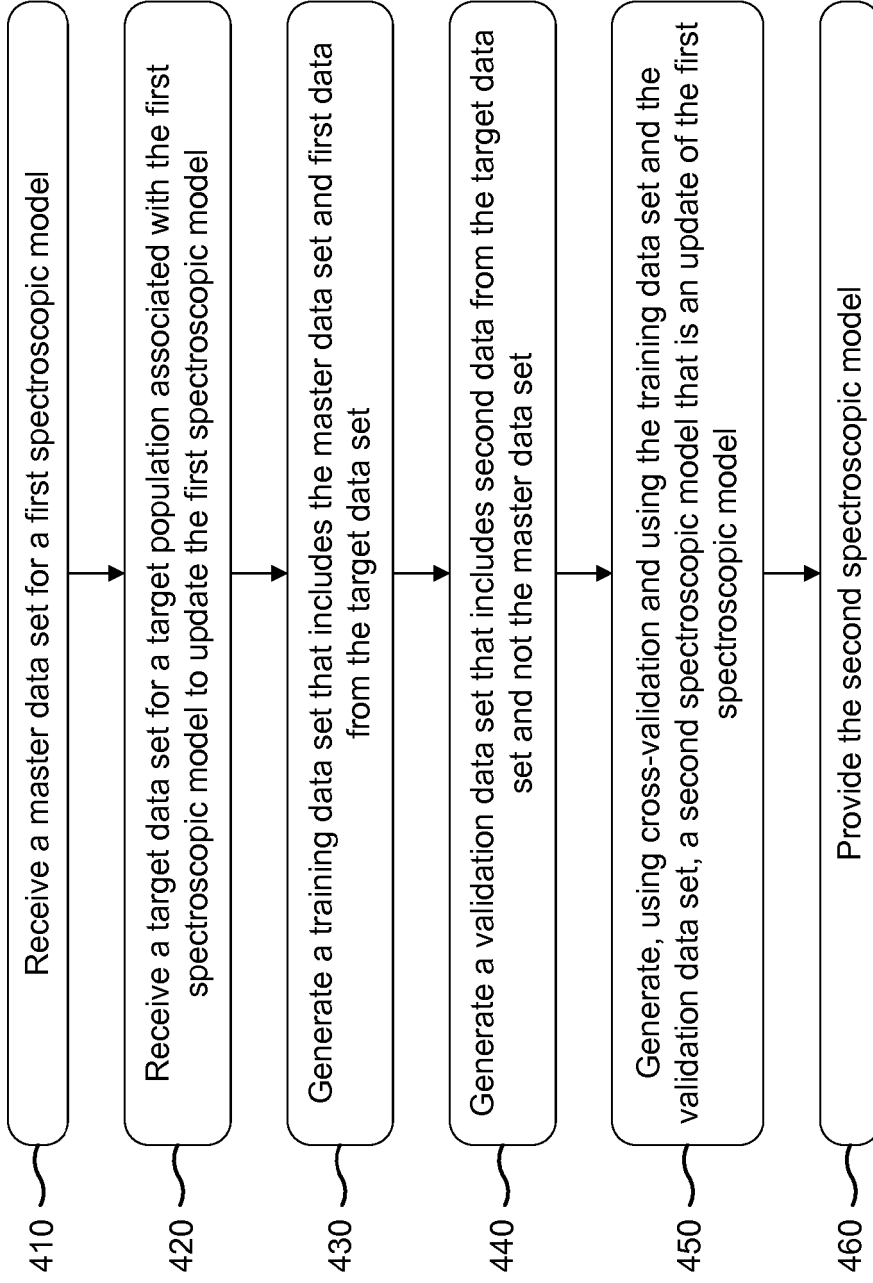 410
Receive a master data set for a first spectroscopic model
420
Receive a target data set for a target population associated with the first
spectroscopic model to update the first spectroscopic model
430
Generate a training data set that includes the master data set and first data
from the target data set
440
Generate a validation data set that includes second data from the target data
set and not the master data set
450
Generate, using cross-validation and using the training data set and the
validation data set, a second spectroscopic model that is an update of the first
spectroscopic model
460
Provide the second spectroscopic model